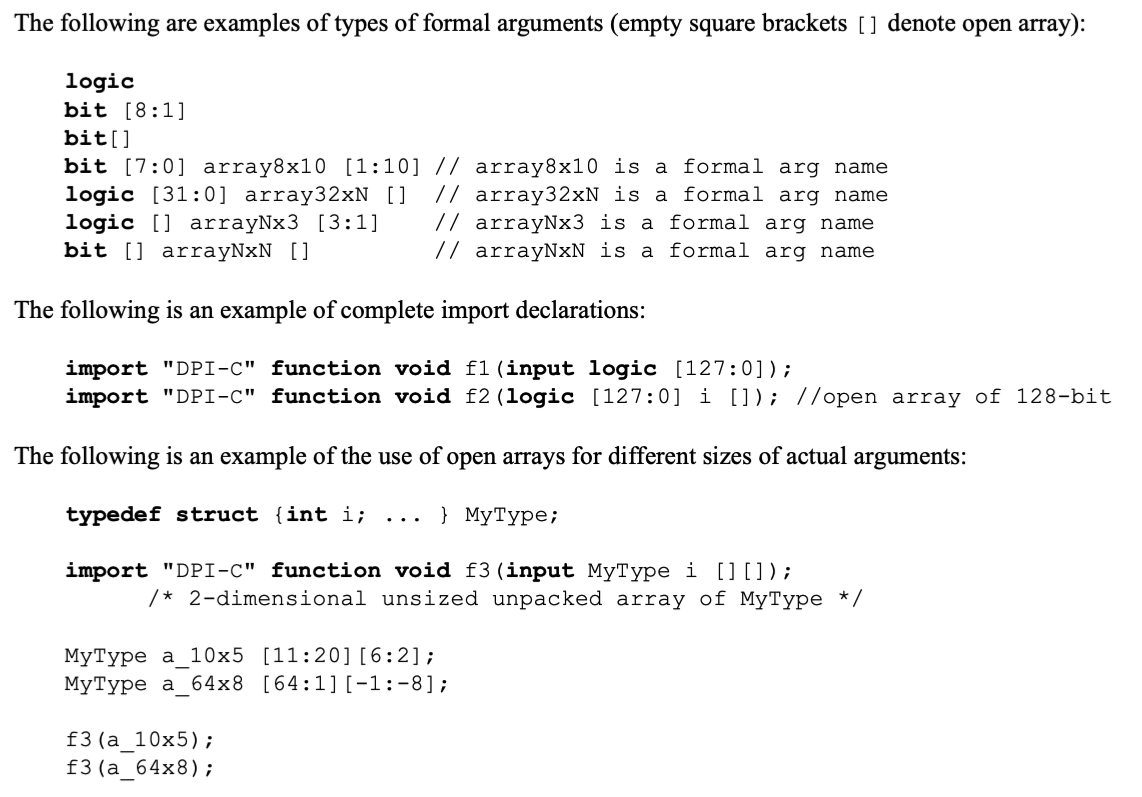 The following are examples of types of formal arguments (empty square brackets [] denote open array):
logic
bit [8:1]
bit[]
bit [7:0] array8x10 [1:10] // array8x10 is a formal arg name
logic [31:0] array32xN [] // array32xN is a formal arg name
logic [] arrayNx3 [3:1] // arrayNx3 is a formal arg name
bit [] arrayNxN [] // arrayNxN is a formal arg name
The following is an example of complete import declarations:
import "DPI-C" function void f1(input logic [127:0]);
import "DPI-C" function void f2(logic [127:0] i []); //open array of 128-bit
The following is an example of the use of open arrays for different sizes of actual arguments:
typedef struct {int i; ... } MyType;
import "DPI-C" function void f3(input MyType i [][]);
/* 2-dimensional unsized unpacked array of MyType */
MyType a_10x5 [11:20][6:2];
MyType a_64x8 [64:1][-1:-8];
f3(a_10x5);
f3(a_64x8);